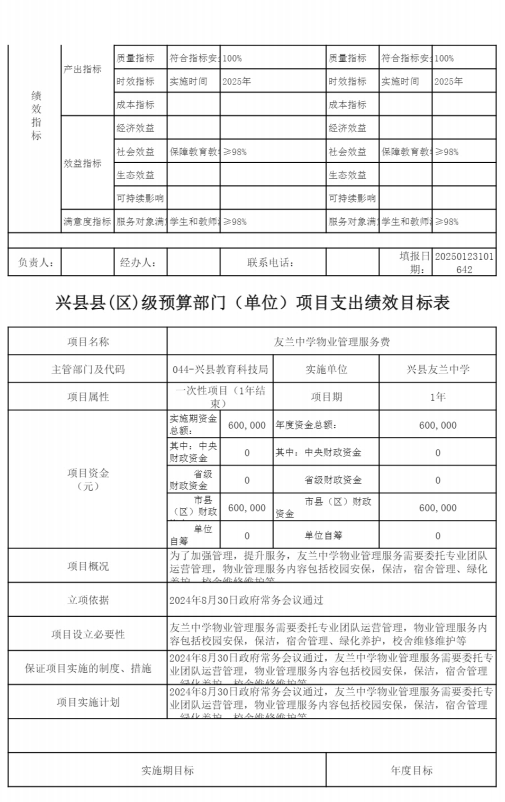 绩效指标
产出指标
质量指标 符合指标安 100% 质量指标 符合指标安 100%
时效指标 实施时间 2025年 时效指标 实施时间 2025年
成本指标 成本指标
效益指标
经济效益 经济效益
社会效益 保障教育教 ≥98% 社会效益 保障教育教 ≥98%
生态效益 生态效益
可持续影响 可持续影响
满意度指标 服务对象满 学生和教师 ≥98% 服务对象满 学生和教师 ≥98%
负责人： 经办人： 联系电话： 填报日期： 20250123101642
兴县县(区)级预算部门（单位）项目支出绩效目标表
项目名称 友兰中学物业管理服务费
主管部门及代码 044-兴县教育科技局 实施单位 兴县友兰中学
项目属性 一次性项目（1年结束） 项目期 1年
项目资金（元）
实施期资金总额： 600,000 年度资金总额： 600,000
其中：中央财政资金 0 其中：中央财政资金 0
省级财政资金 0 省级财政资金 0
市县（区）财政 600,000 市县（区）财政资金 600,000
单位自筹 0 单位自筹 0
项目概况
为了加强管理，提升服务，友兰中学物业管理服务需要委托专业团队
运营管理，物业管理服务内容包括校园安保，保洁，宿舍管理、绿化
养护，校舍维修维护等
立项依据 2024年8月30日政府常务会议通过
项目设立必要性
友兰中学物业管理服务需要委托专业团队运营管理，物业管理服务内
容包括校园安保，保洁，宿舍管理、绿化养护，校舍维修维护等
保证项目实施的制度、措施
2024年8月30日政府常务会议通过，友兰中学物业管理服务需要委托专
业团队运营管理，物业管理服务内容包括校园安保，保洁，宿舍管理
、绿化养护，校舍维修维护等
项目实施计划
2024年8月30日政府常务会议通过，友兰中学物业管理服务需要委托专
业团队运营管理，物业管理服务内容包括校园安保，保洁，宿舍管理
、绿化养护，校舍维修维护等
实施期目标 年度目标